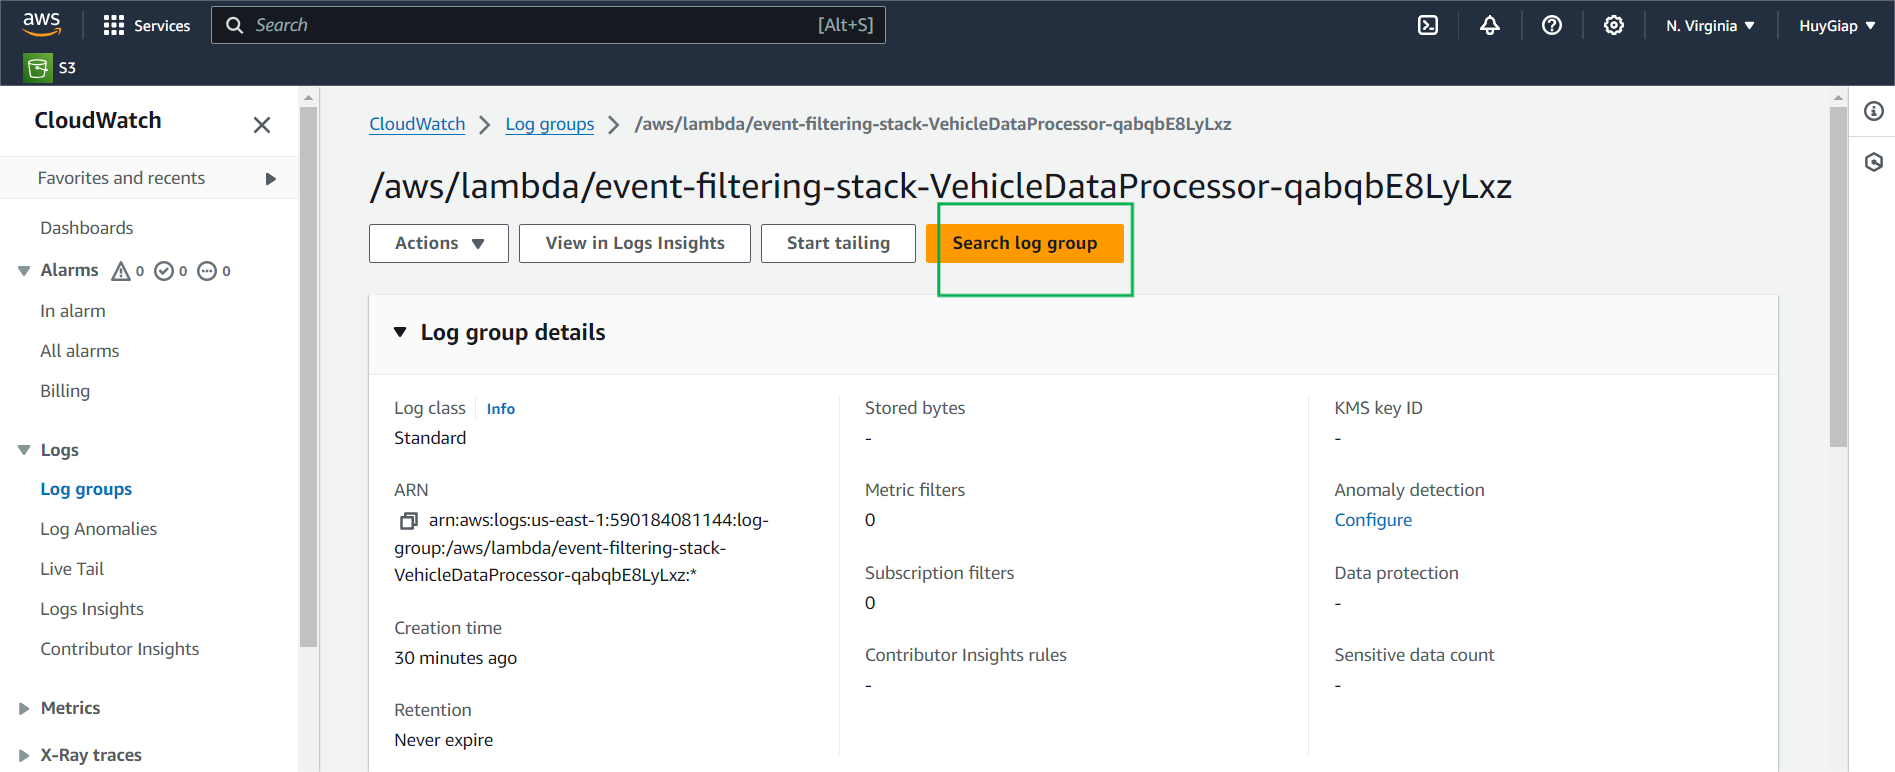 aws
Services
Search
[Alt+S]
N. Virginia
HuyGiap
S3
CloudWatch
Favorites and recents
Dashboards
Alarms 0 0 0
In alarm
All alarms
Billing
Logs
Log groups
Log Anomalies
Live Tail
Logs Insights
Contributor Insights
Metrics
X-Ray traces
CloudWatch > Log groups > /aws/lambda/event-filtering-stack-VehicleDataProcessor-qabqbE8LyLxz
/aws/lambda/event-filtering-stack-VehicleDataProcessor-qabqbE8LyLxz
Actions
View in Logs Insights
Start tailing
Search log group
Log group details
Log class Info
Standard
ARN
arn:aws:logs:us-east-1:590184081144:log-
group:/aws/lambda/event-filtering-stack-
VehicleDataProcessor-qabqbE8LyLxz:*
Creation time
30 minutes ago
Retention
Never expire
Stored bytes
-
Metric filters
0
Subscription filters
0
Contributor Insights rules
-
KMS key ID
-
Anomaly detection
Configure
Data protection
-
Sensitive data count
-